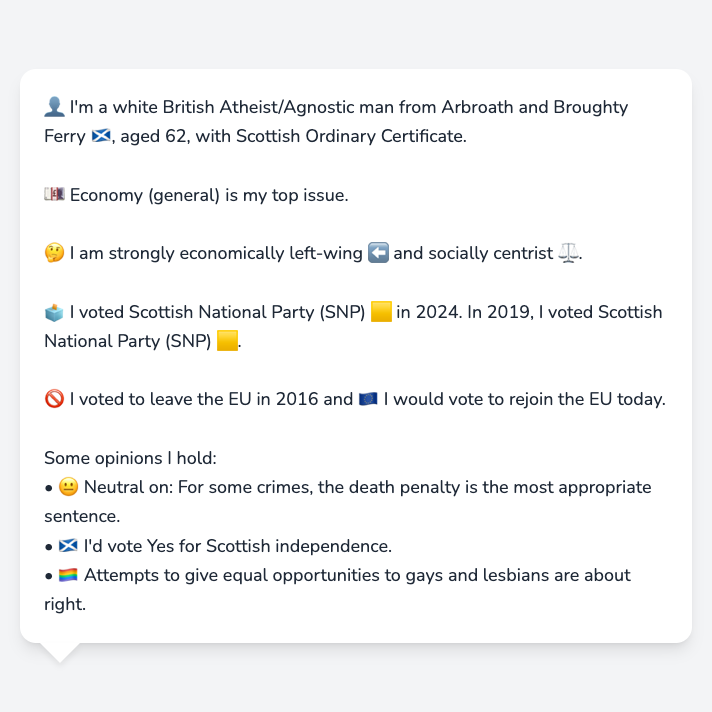 👤 I'm a white British Atheist/Agnostic man from Arbroath and Broughty
Ferry 🏴󠁧󠁢󠁳󠁣󠁴󠁿, aged 62, with Scottish Ordinary Certificate.
💷 Economy (general) is my top issue.
🤔 I am strongly economically left-wing ⬅️ and socially centrist ⚖️.
🗳️ I voted Scottish National Party (SNP) 🟨 in 2024. In 2019, I voted Scottish
National Party (SNP) 🟨.
🚫 I voted to leave the EU in 2016 and 🇪🇺 I would vote to rejoin the EU today.
Some opinions I hold:
• 😐 Neutral on: For some crimes, the death penalty is the most appropriate
sentence.
• 🏴󠁧󠁢󠁳󠁣󠁴󠁿 I'd vote Yes for Scottish independence.
• 🏳️‍🌈 Attempts to give equal opportunities to gays and lesbians are about
right.